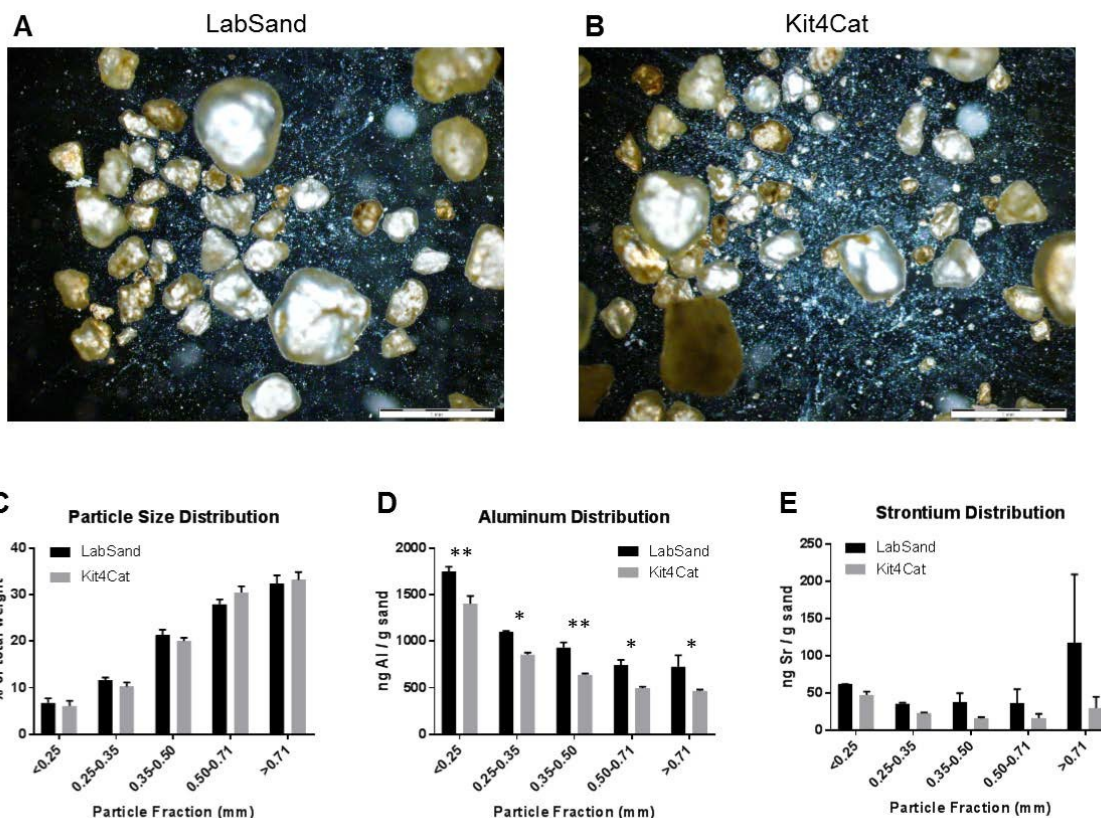 A
LabSand
B
Kit4Cat
C
Particle Size Distribution
LabSand
Kit4Cat
% of total weight
40
30
20
10
0
<0.25
0.25-0.35
0.35-0.50
0.50-0.71
>0.71
Particle Fraction (mm)
D
Aluminum Distribution
LabSand
Kit4Cat
ng Al / g sand
2000
1500
1000
500
0
**
*
**
*
*
<0.25
0.25-0.35
0.35-0.50
0.50-0.71
>0.71
Particle Fraction (mm)
E
Strontium Distribution
LabSand
Kit4Cat
ng Sr / g sand
250
200
150
100
50
0
<0.25
0.25-0.35
0.35-0.50
0.50-0.71
>0.71
Particle Fraction (mm)